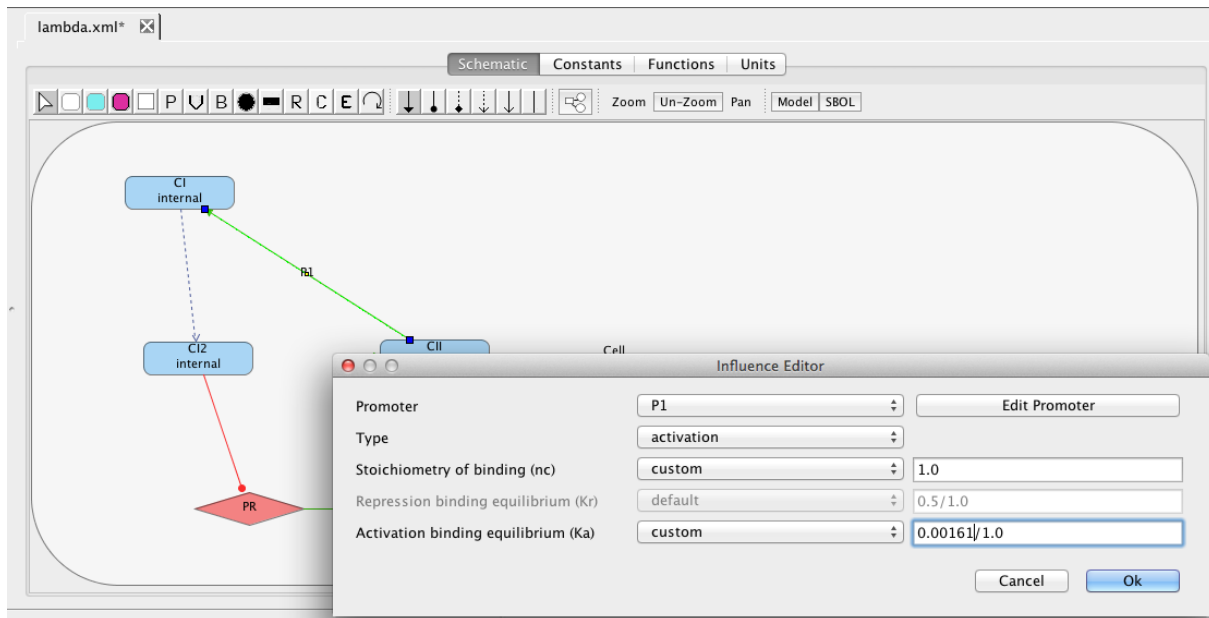 lambda.xml*
Schematic Constants Functions Units
P V B R C E Zoom Un-Zoom Pan Model SBOL
CI
internal
P1
CI2
internal
CII
Cell
PR
Influence Editor
Promoter P1 Edit Promoter
Type activation
Stoichiometry of binding (nc) custom 1.0
Repression binding equilibrium (Kr) default 0.5/1.0
Activation binding equilibrium (Ka) custom 0.00161/1.0
Cancel Ok